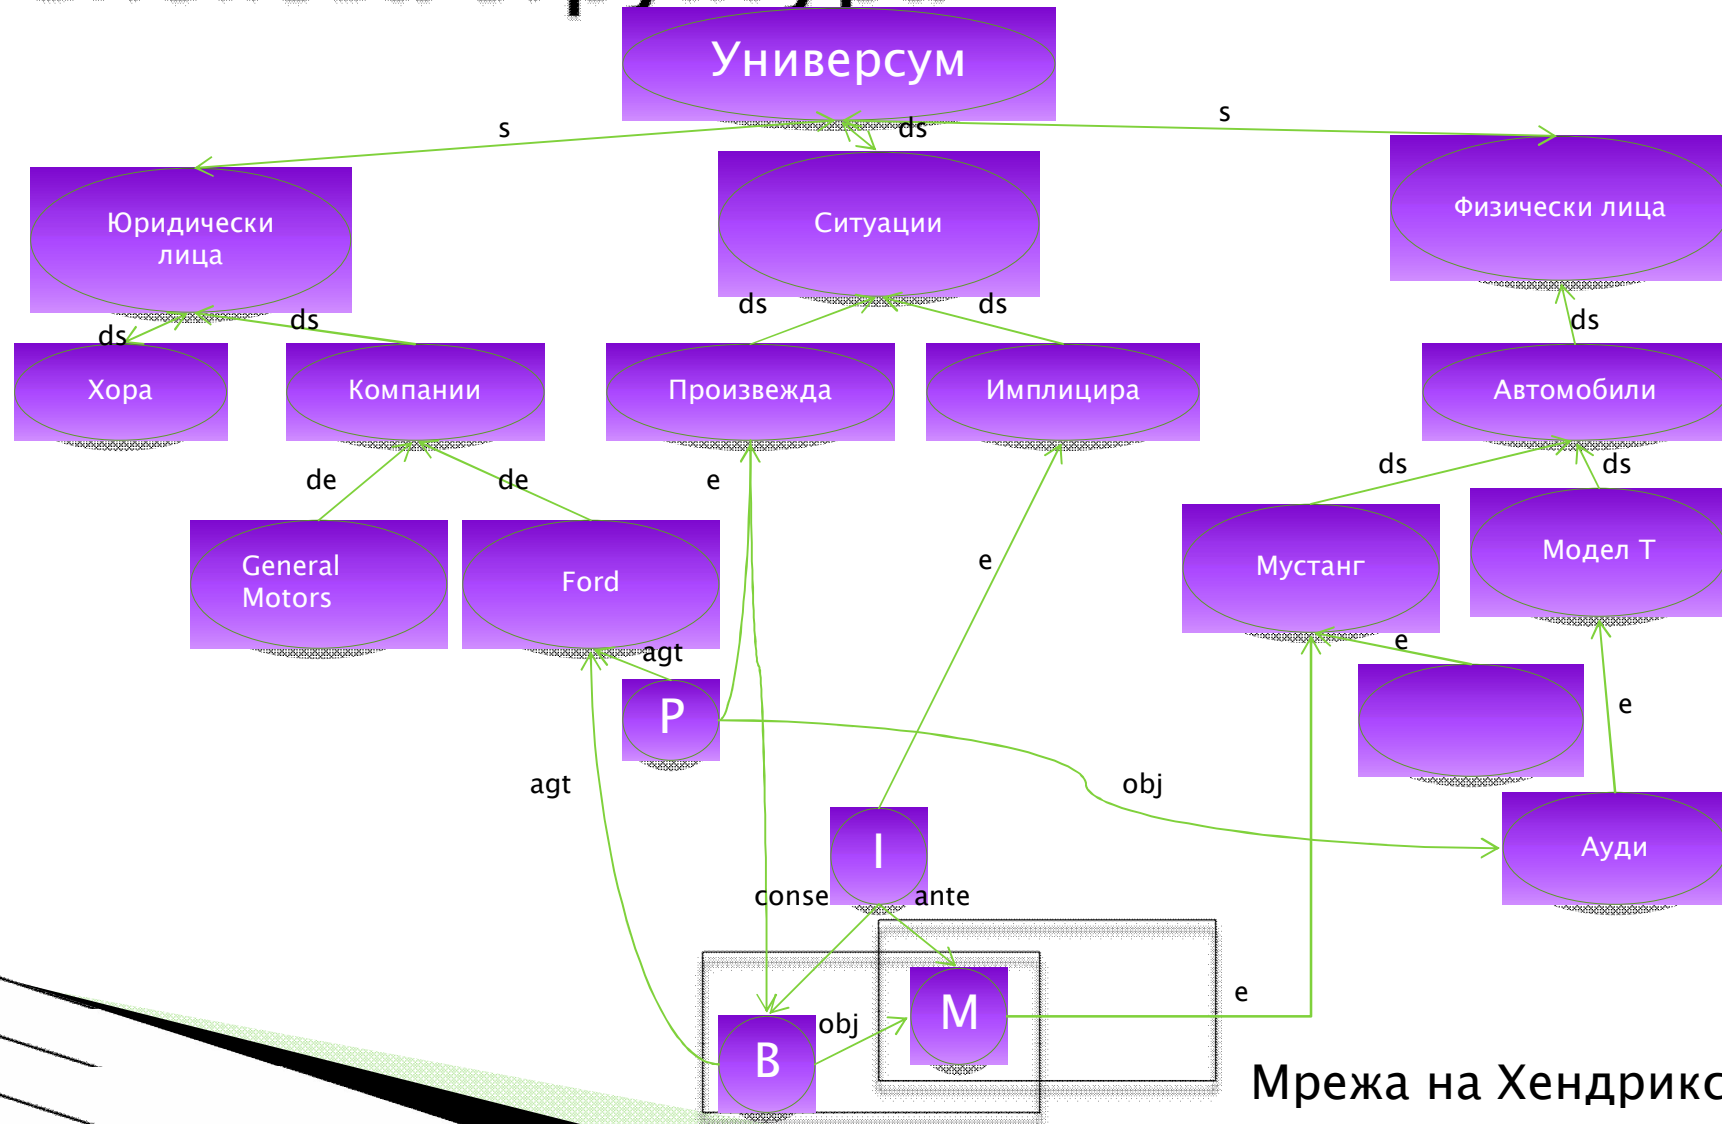 Универсум
s
ds
s
Юридически
лица
Ситуации
Физически лица
ds
ds
ds
ds
ds
Хора
Компании
Произвежда
Имплицира
Автомобили
de
de
e
e
ds
ds
General
Motors
Ford
Мустанг
Модел Т
agt
P
e
e
agt
obj
I
Ауди
conse
ante
M
e
obj
B
Мрежа на Хендрикс